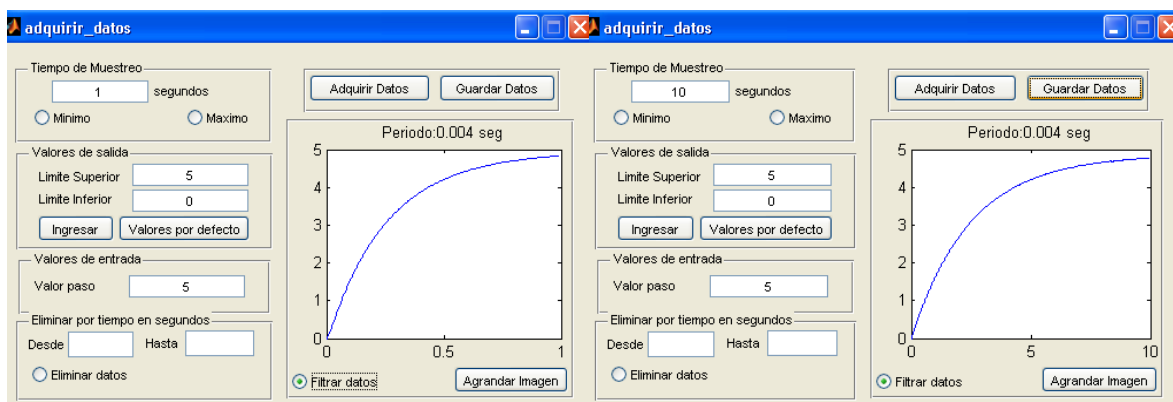 adquirir_datos
Tiempo de Muestreo
1 segundos
Minimo Maximo
Valores de salida
Limite Superior 5
Limite Inferior 0
Ingresar Valores por defecto
Valores de entrada
Valor paso 5
Eliminar por tiempo en segundos
Desde Hasta
Eliminar datos
Adquirir Datos Guardar Datos
Periodo:0.004 seg
5
4
3
2
1
0
0 0.5 1
Filtrar datos Agrandar Imagen
adquirir_datos
Tiempo de Muestreo
10 segundos
Minimo Maximo
Valores de salida
Limite Superior 5
Limite Inferior 0
Ingresar Valores por defecto
Valores de entrada
Valor paso 5
Eliminar por tiempo en segundos
Desde Hasta
Eliminar datos
Adquirir Datos Guardar Datos
Periodo:0.004 seg
5
4
3
2
1
0
0 5 10
Filtrar datos Agrandar Imagen